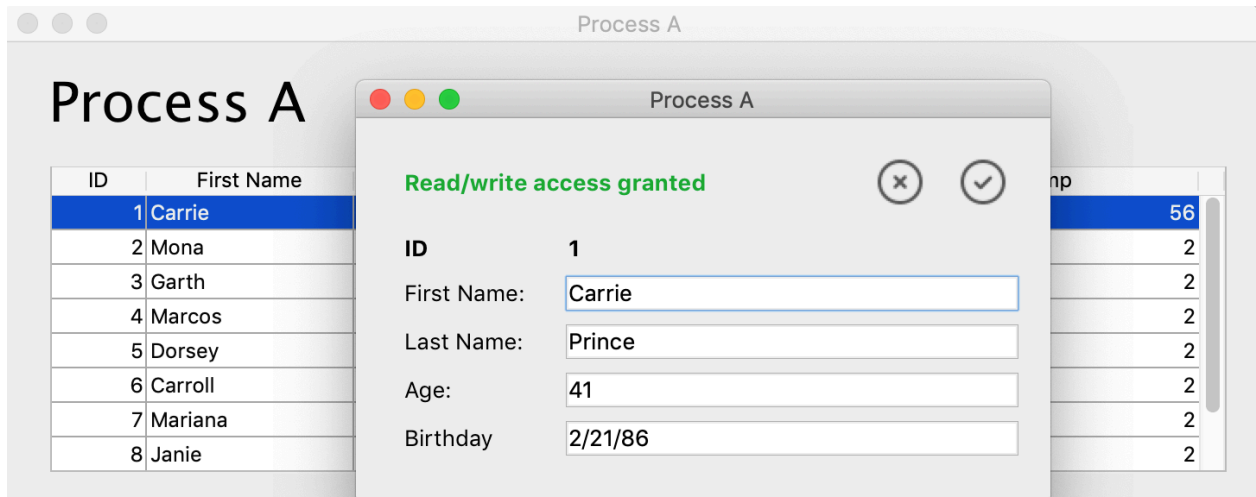 Process A
Process A
Process A
Read/write access granted
ID First Name mp
1 Carrie 56
2 Mona 2
3 Garth 2
4 Marcos 2
5 Dorsey 2
6 Carroll 2
7 Mariana 2
8 Janie 2
ID 1
First Name: Carrie
Last Name: Prince
Age: 41
Birthday 2/21/86